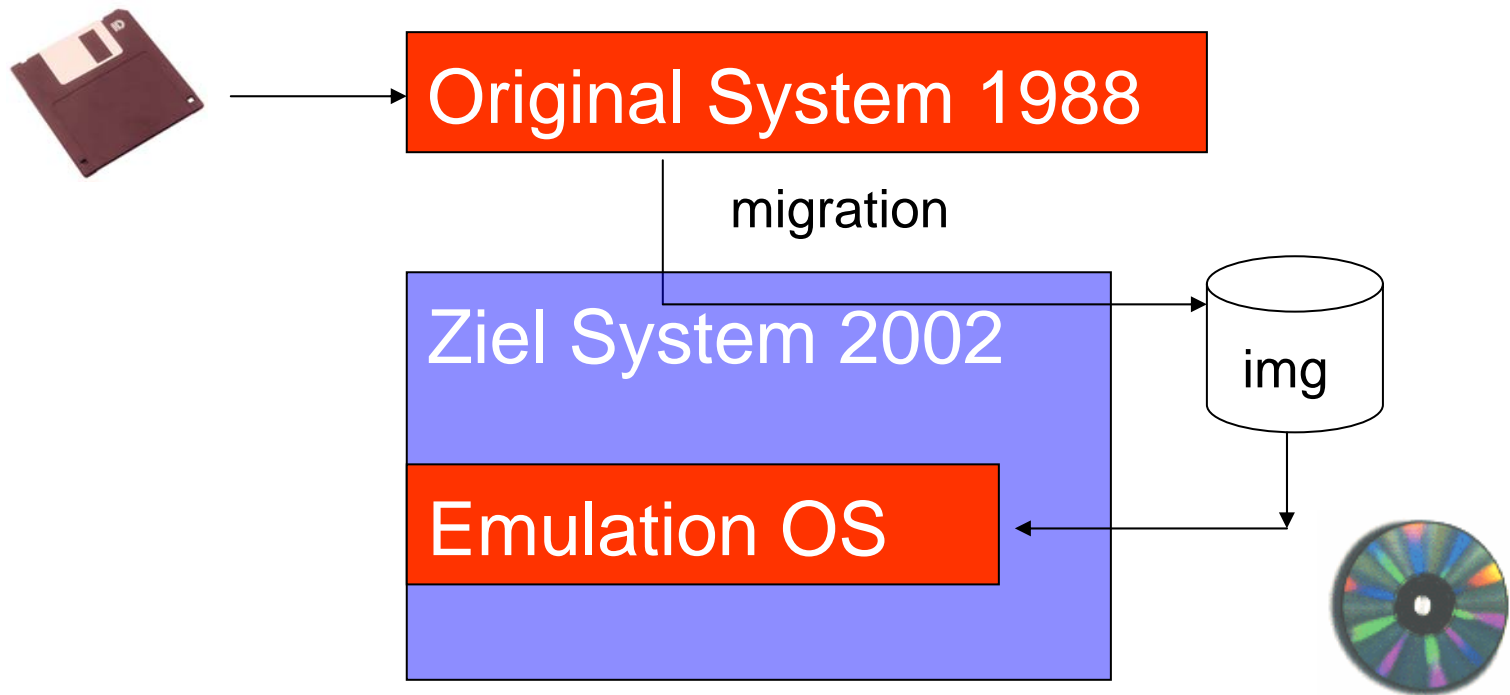 Original System 1988
migration
Ziel System 2002
img
Emulation OS